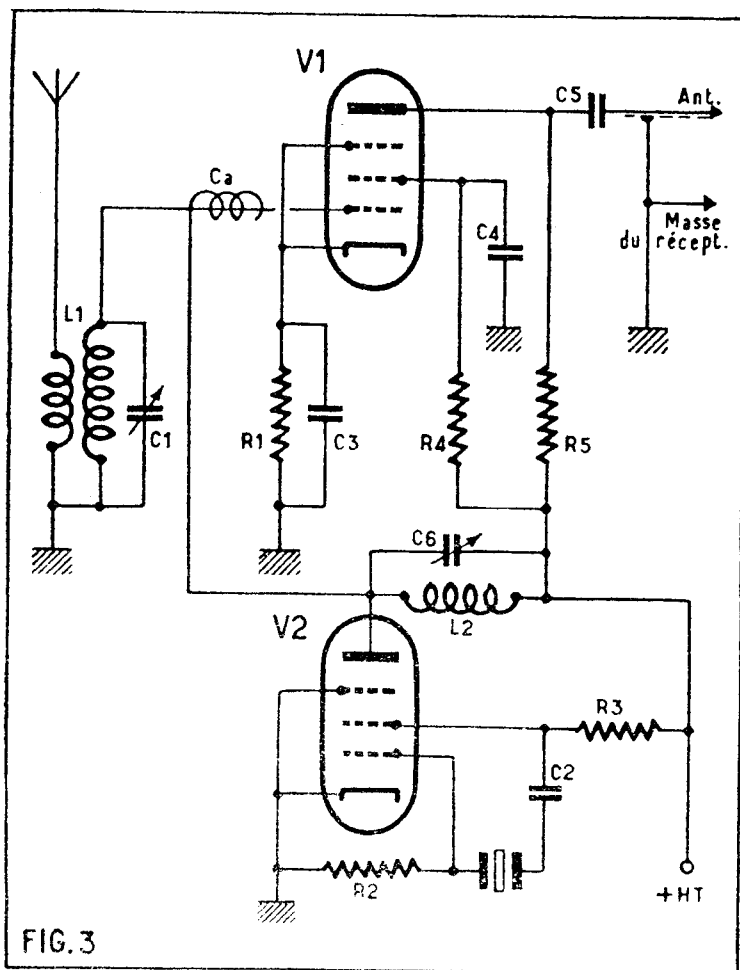 V1
C5
Ant.
Ca
C4
Masse
du récept.
L1
C1
R1
C3
R4
R5
C6
L2
V2
R3
C2
R2
+HT
FIG.3